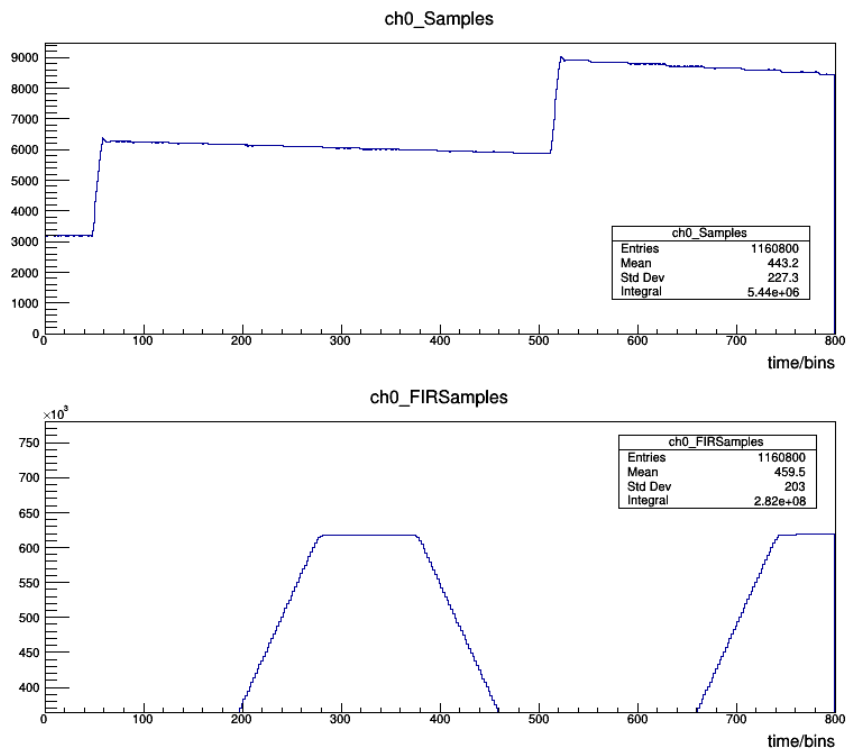 ch0_Samples
9000
8000
7000
6000
5000
4000
3000
2000
1000
0
ch0_Samples
Entries 1160800
Mean 443.2
Std Dev 227.3
Integral 5.44e+06
0 100 200 300 400 500 600 700 800
time/bins
ch0_FIRSamples
×10³
750
700
650
600
550
500
450
400
ch0_FIRSamples
Entries 1160800
Mean 459.5
Std Dev 203
Integral 2.82e+08
0 100 200 300 400 500 600 700 800
time/bins